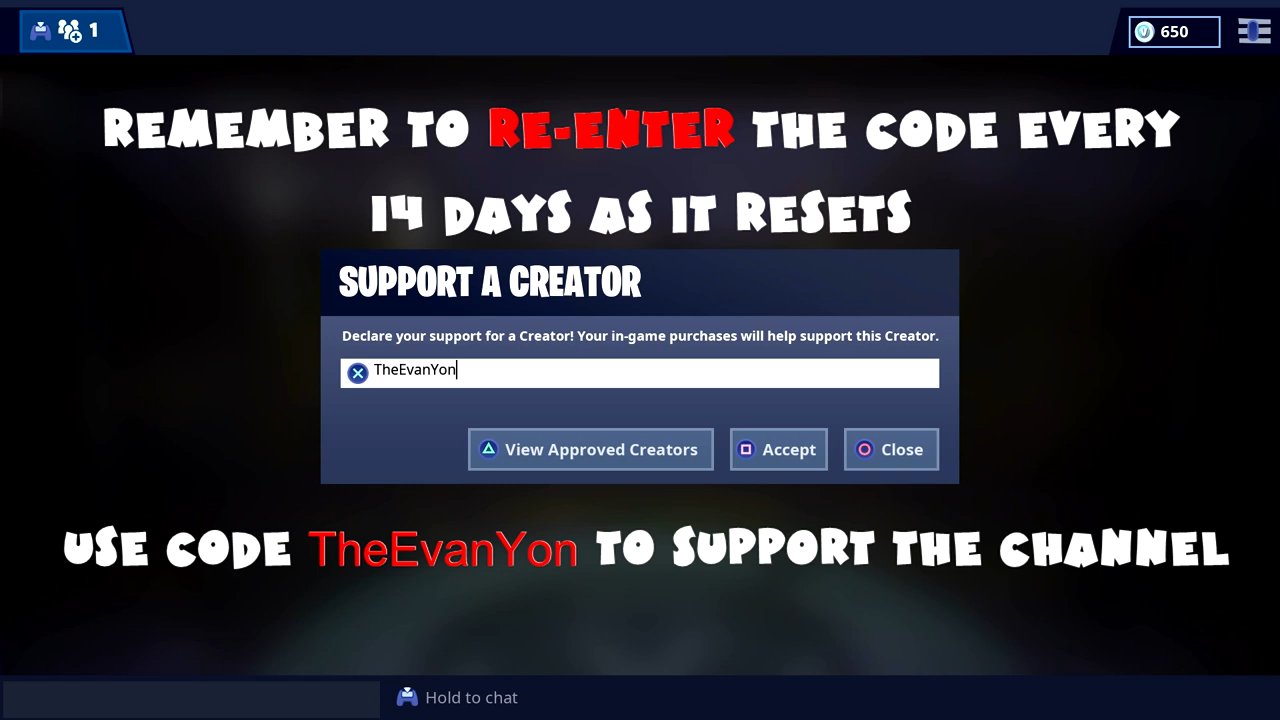 1
650
REMEMBER TO RE-ENTER THE CODE EVERY
14 DAYS AS IT RESETS
SUPPORT A CREATOR
Declare your support for a Creator! Your in-game purchases will help support this Creator.
TheEvanYon
View Approved Creators
Accept
Close
USE CODE TheEvanYon TO SUPPORT THE CHANNEL
Hold to chat